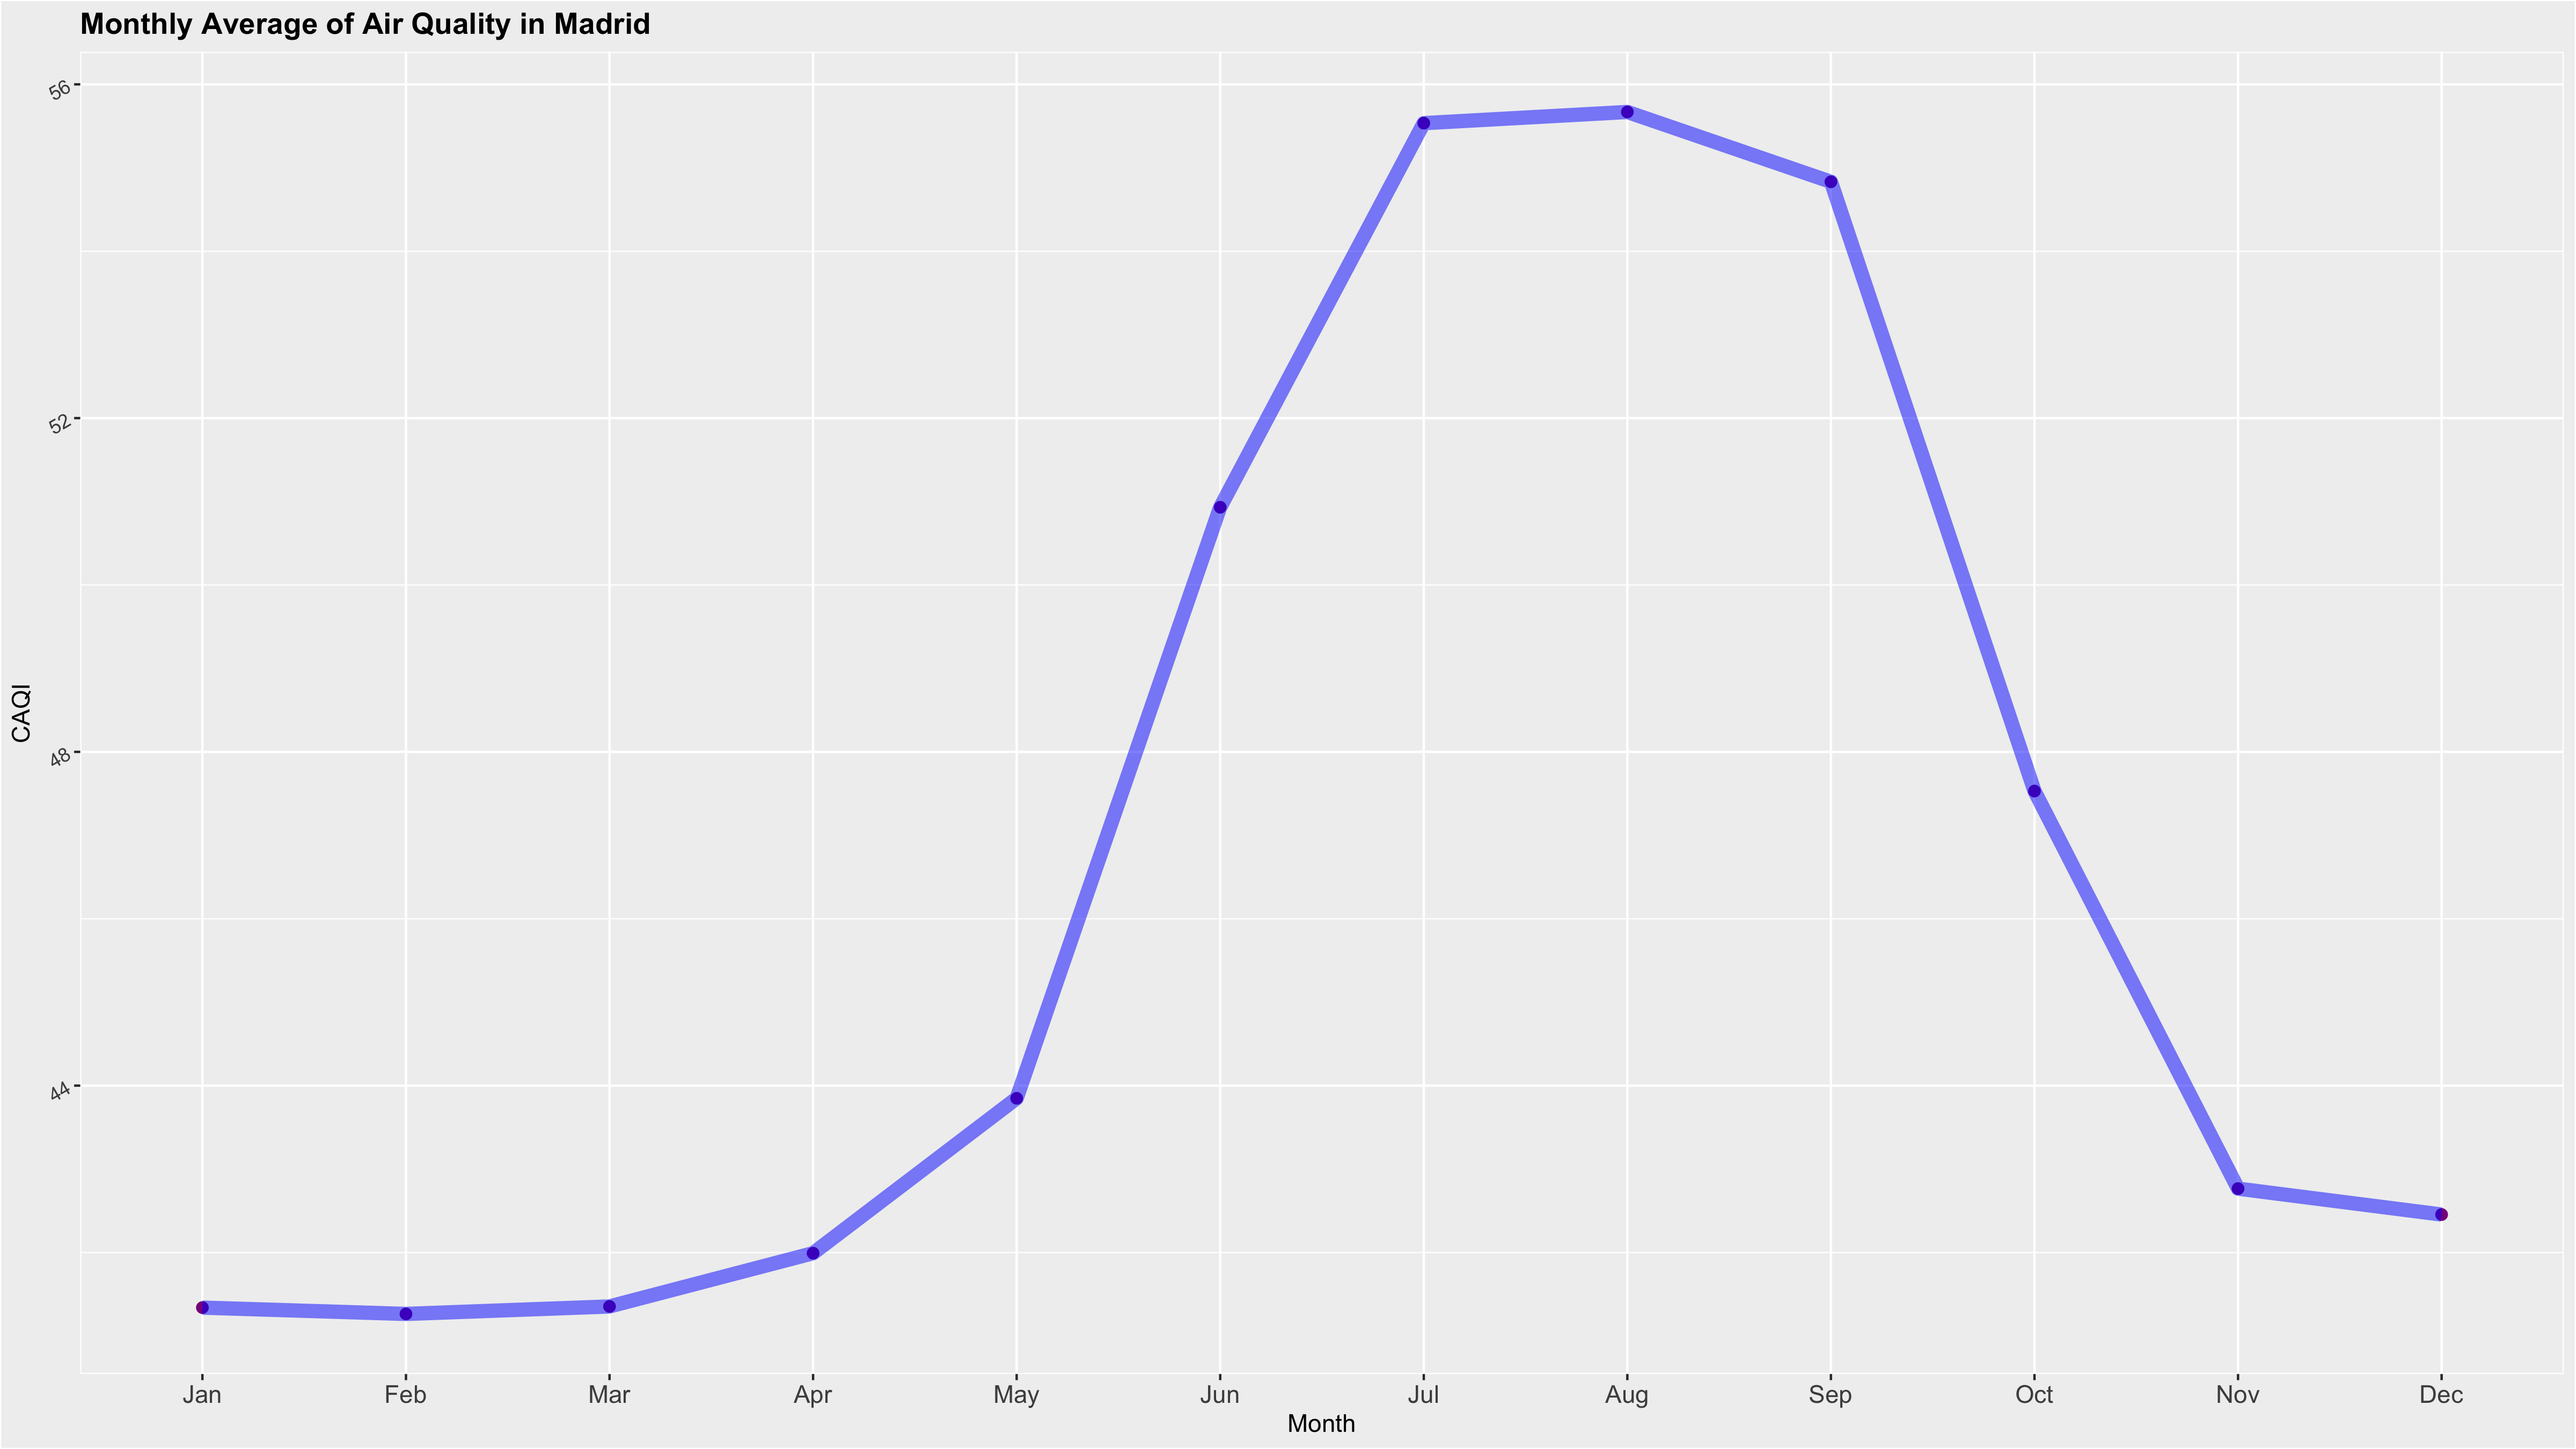 Monthly Average of Air Quality in Madrid
56
52
48
44
CAQI
Jan Feb Mar Apr May Jun Jul Aug Sep Oct Nov Dec
Month